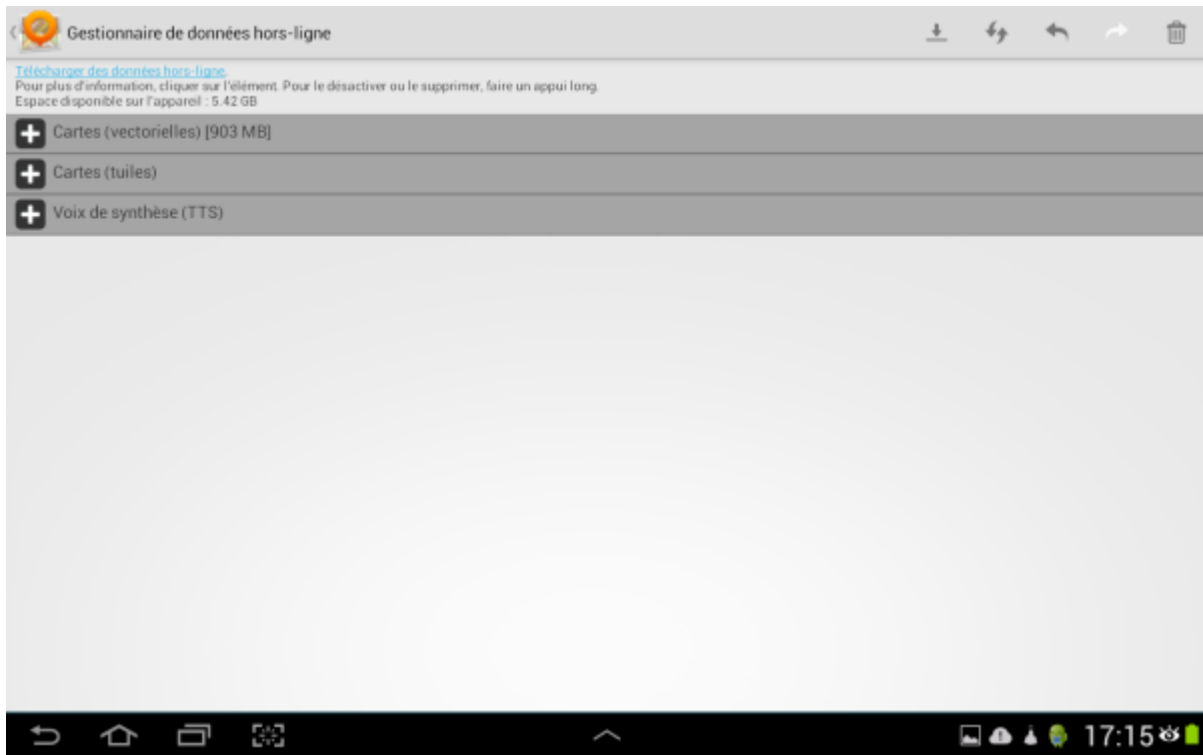 Gestionnaire de données hors-ligne
Télécharger des données hors-ligne.
Pour plus d'information, cliquer sur l'élément. Pour le désactiver ou le supprimer, faire un appui long.
Espace disponible sur l'appareil : 5.42 GB
Cartes (vectorielles) [903 MB]
Cartes (tuiles)
Voix de synthèse (TTS)
17:15